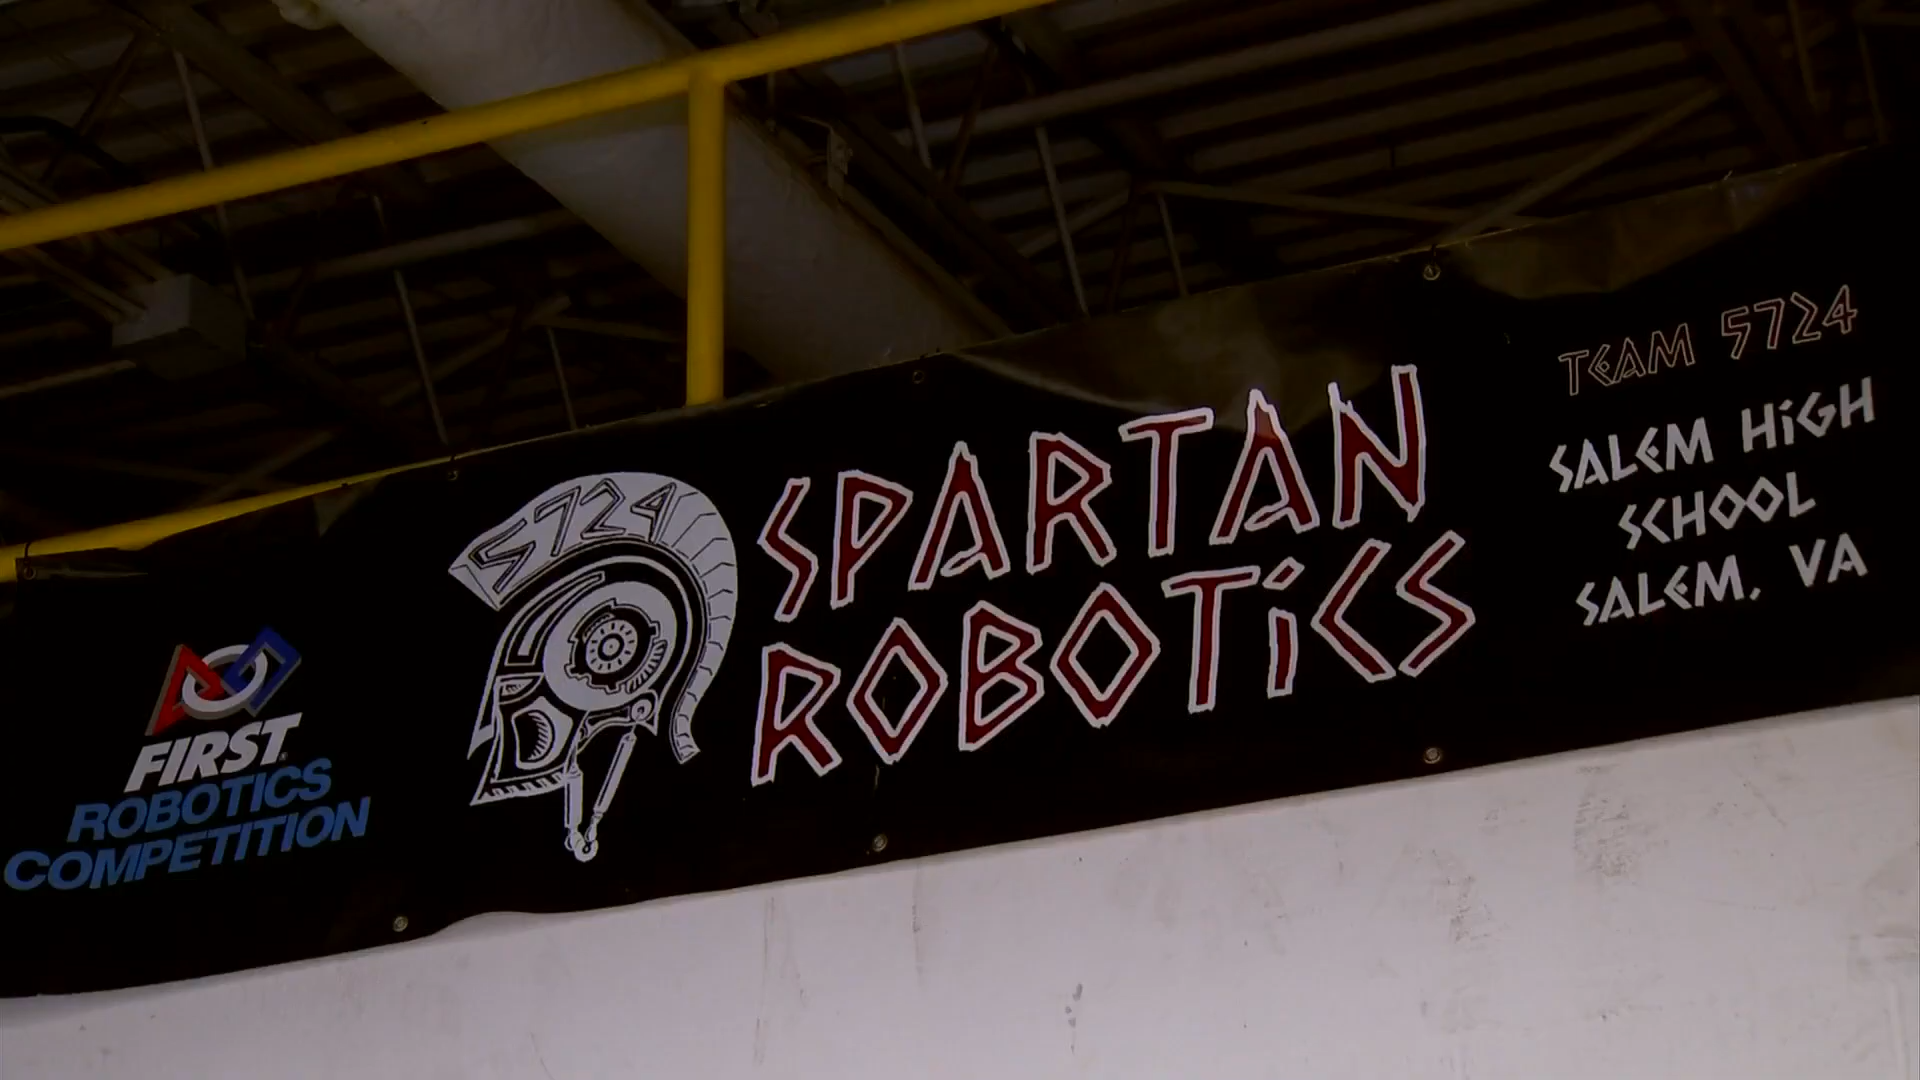 FIRST
ROBOTICS
COMPETITION
5724
SPARTAN
ROBOTiCS
TEAM 5724
SALEM HiGH
SCHOOL
SALEM, VA